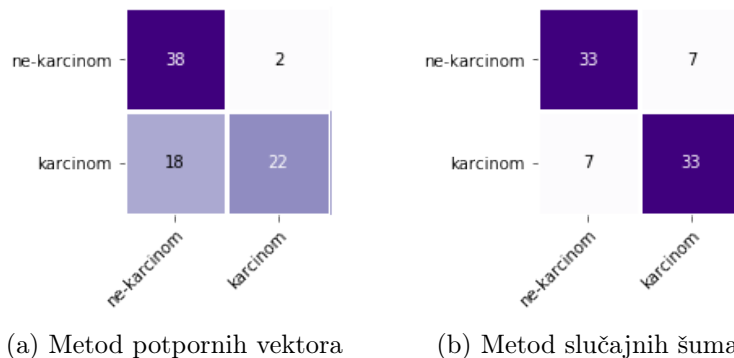 ne-karcinom 38 2
karcinom 18 22
ne-karcinom karcinom
(a) Metod potpornih vektora
ne-karcinom 33 7
karcinom 7 33
ne-karcinom karcinom
(b) Metod slučajnih šuma